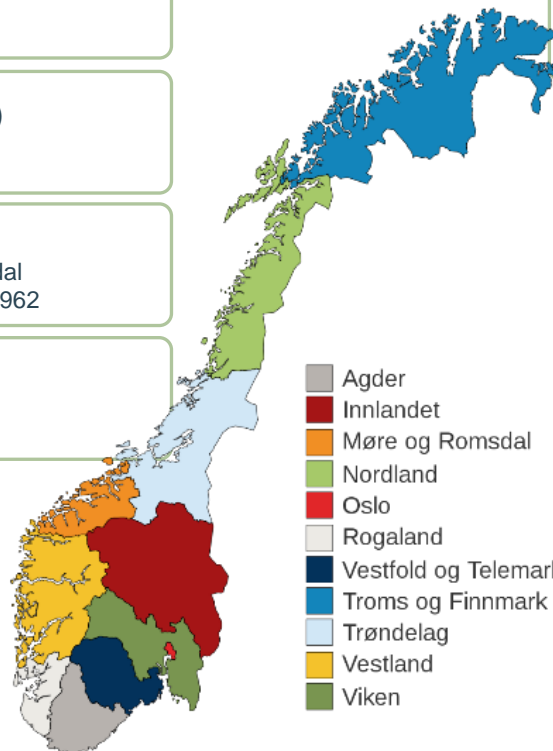 )
dal
962
Agder
Innlandet
Møre og Romsdal
Nordland
Oslo
Rogaland
Vestfold og Telemark
Troms og Finnmark
Trøndelag
Vestland
Viken